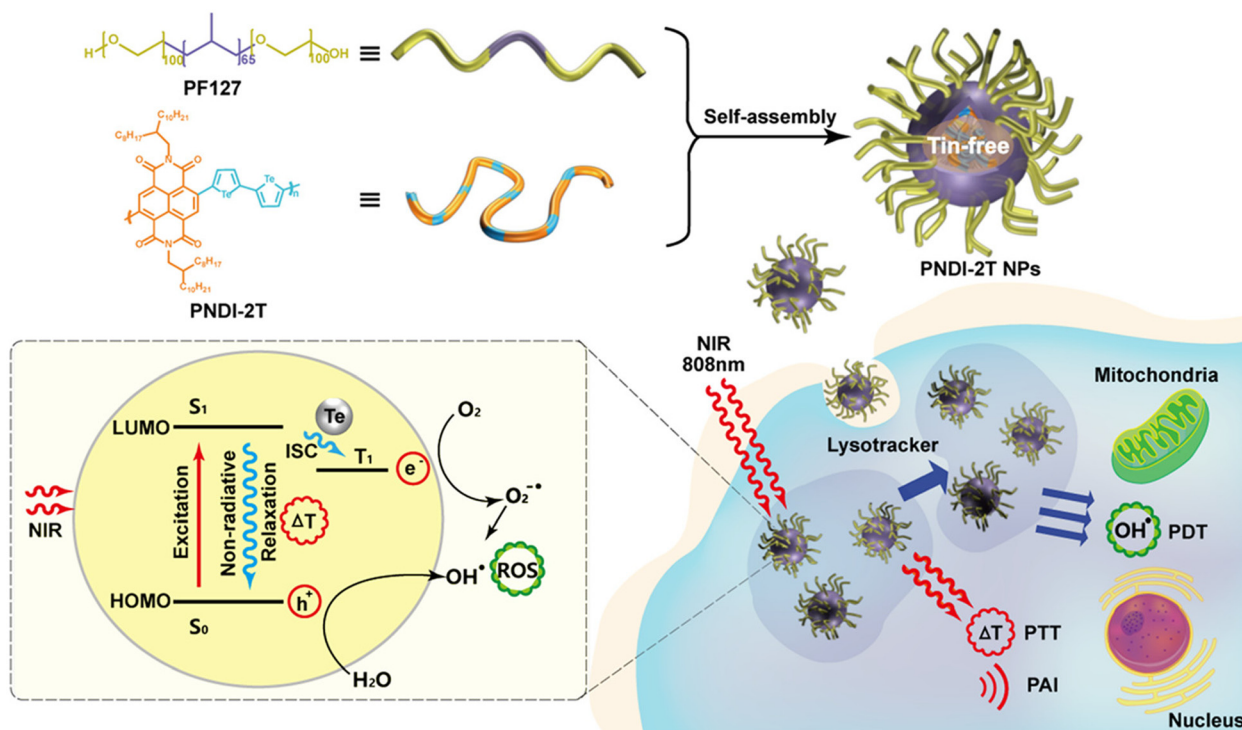 H
O
100
65
O
100
OH
≡
PF127
Self-assembly
Tin-free
PNDI-2T NPs
C₁₀H₂₁
C₈H₁₇
O
N
O
Te
Te
n
O
N
O
C₈H₁₇
C₁₀H₂₁
≡
PNDI-2T
NIR
808nm
Mitochondria
Lysotracker
OH•
PDT
ΔT
PTT
PAI
Nucleus
S₁
LUMO
Te
ISC
T₁
e⁻
O₂
O₂⁻•
NIR
Excitation
Non-radiative
Relaxation
ΔT
OH•
ROS
HOMO
h⁺
S₀
H₂O